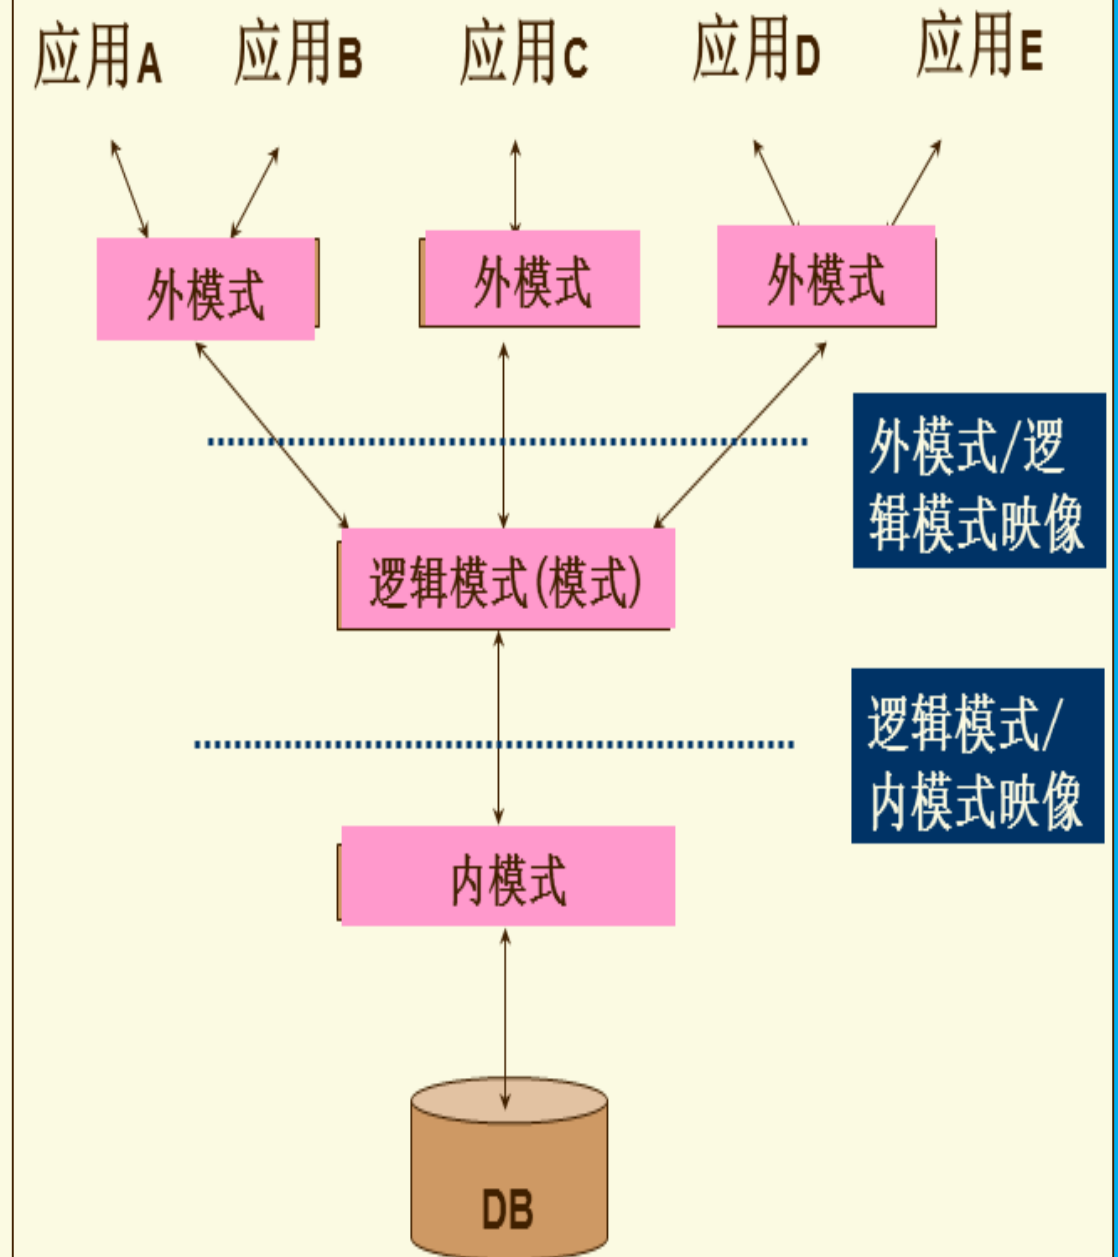 应用A 应用B 应用C 应用D 应用E
外模式 外模式 外模式
外模式/逻
辑模式映像
逻辑模式(模式)
逻辑模式/
内模式映像
内模式
DB